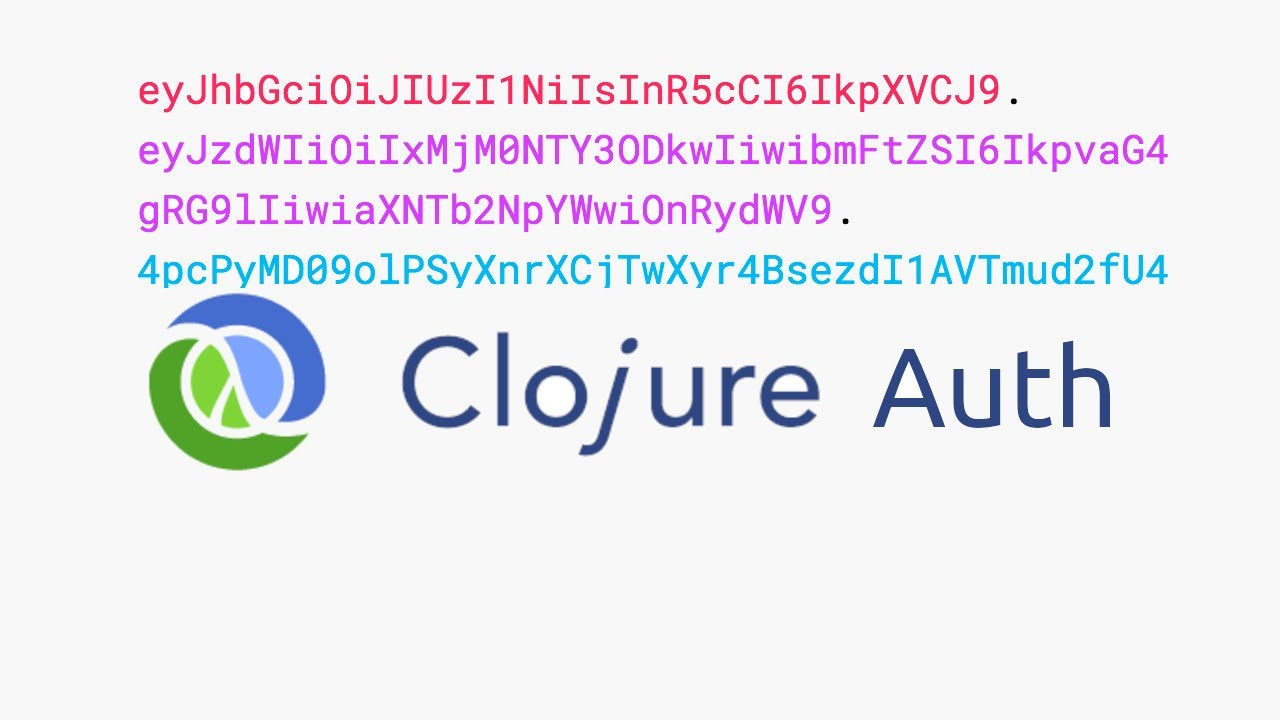 eyJhbGciOiJIUzI1NiIsInR5cCI6IkpXVCJ9.
eyJzdWIiOiIxMjM0NTY3ODkwIiwibmFtZSI6IkpvaG4
gRG9lIiwiaXNTb2NpYWwiOnRydWV9.
4pcPyMD09olPSyXnrXCjTwXyr4BsezdI1AVTmud2fU4
Clojure Auth